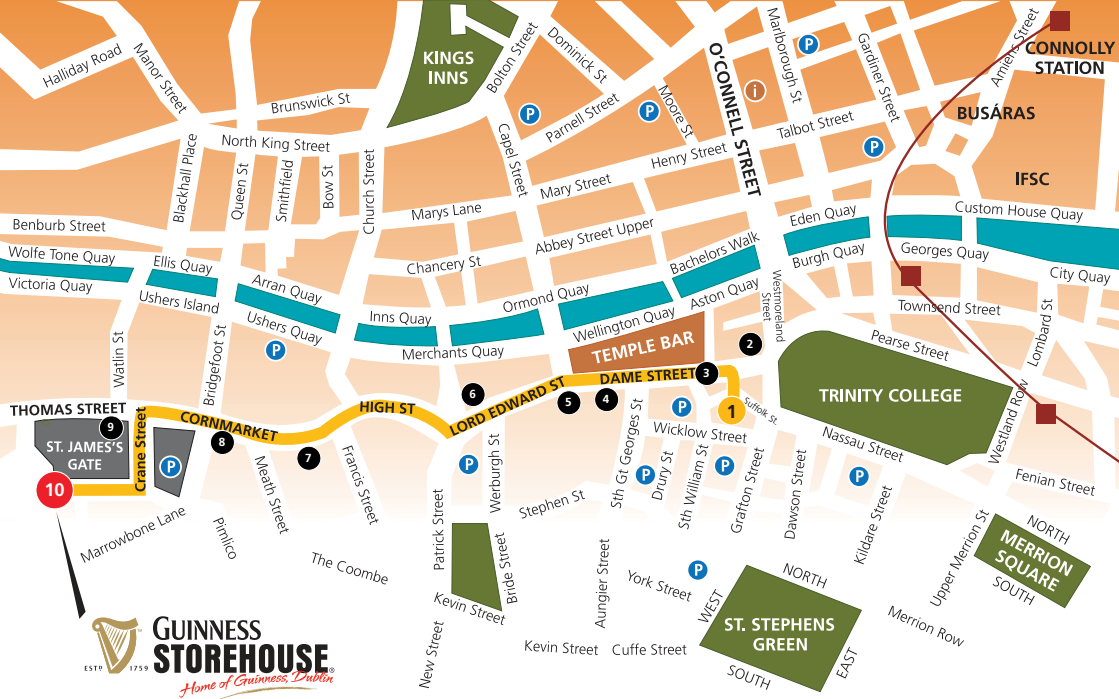 Halliday Road
Manor Street
KINGS
INNS
Bolton Street
Dominick St
P
P
P
Parnell Street
Moore St
O'CONNELL STREET
i
Marlborough St
Gardiner Street
Amiens Street
CONNOLLY
STATION
BUSÁRAS
IFSC
Brunswick St
North King Street
Blackhall Place
Queen St
Smithfield
Bow St
Church Street
Capel Street
Talbot Street
P
Henry Street
Mary Street
Marys Lane
Abbey Street Upper
Chancery St
Benburb Street
Wolfe Tone Quay
Victoria Quay
Ellis Quay
Ushers Island
Arran Quay
Ushers Quay
P
Inns Quay
Merchants Quay
Ormond Quay
Wellington Quay
Bachelors Walk
Aston Quay
Eden Quay
Burgh Quay
Custom House Quay
Georges Quay
City Quay
Westmoreland
Street
Townsend Street
Lombard St
Pearse Street
Westland Row
TRINITY COLLEGE
Nassau Street
Fenian Street
Watlin St
Bridgefoot St
THOMAS STREET
9
ST. JAMES'S
GATE
Crane Street
P
10
CORNMARKET
8
7
HIGH ST
6
LORD EDWARD ST
5
4
DAME STREET
3
2
1
TEMPLE BAR
Suffolk St.
P
Wicklow Street
P
P
P
P
Sth Gt Georges St
Drury St
Sth William St
Grafton Street
Dawson Street
Kildare Street
Stephen St
Werburgh St
Patrick Street
Bride Street
Francis Street
Meath Street
Pimlico
Marrowbone Lane
The Coombe
Kevin Street
New Street
Kevin Street
Cuffe Street
Aungier Street
York Street
P
NORTH
WEST
ST. STEPHENS
GREEN
EAST
SOUTH
Merrion Row
Upper Merrion St
NORTH
MERRION
SQUARE
SOUTH
ESTD 1759
GUINNESS
STOREHOUSE®
Home of Guinness, Dublin